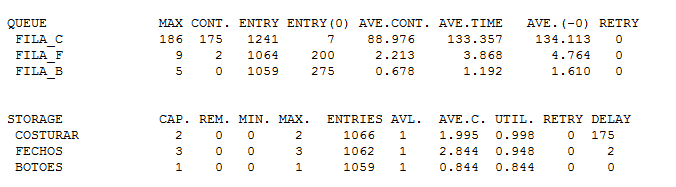 QUEUE MAX CONT. ENTRY ENTRY(0) AVE.CONT. AVE.TIME AVE.(-0) RETRY
FILA_C 186 175 1241 7 88.976 133.357 134.113 0
FILA_F 9 2 1064 200 2.213 3.868 4.764 0
FILA_B 5 0 1059 275 0.678 1.192 1.610 0
STORAGE CAP. REM. MIN. MAX. ENTRIES AVL. AVE.C. UTIL. RETRY DELAY
COSTURAR 2 0 0 2 1066 1 1.995 0.998 0 175
FECHOS 3 0 0 3 1062 1 2.844 0.948 0 2
BOTOES 1 0 0 1 1059 1 0.844 0.844 0 0